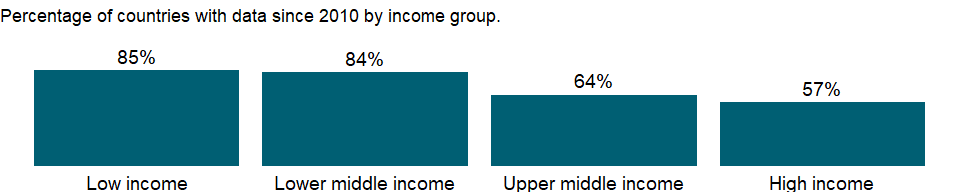 Percentage of countries with data since 2010 by income group.
85%
84%
64%
57%
Low income
Lower middle income
Upper middle income
High income